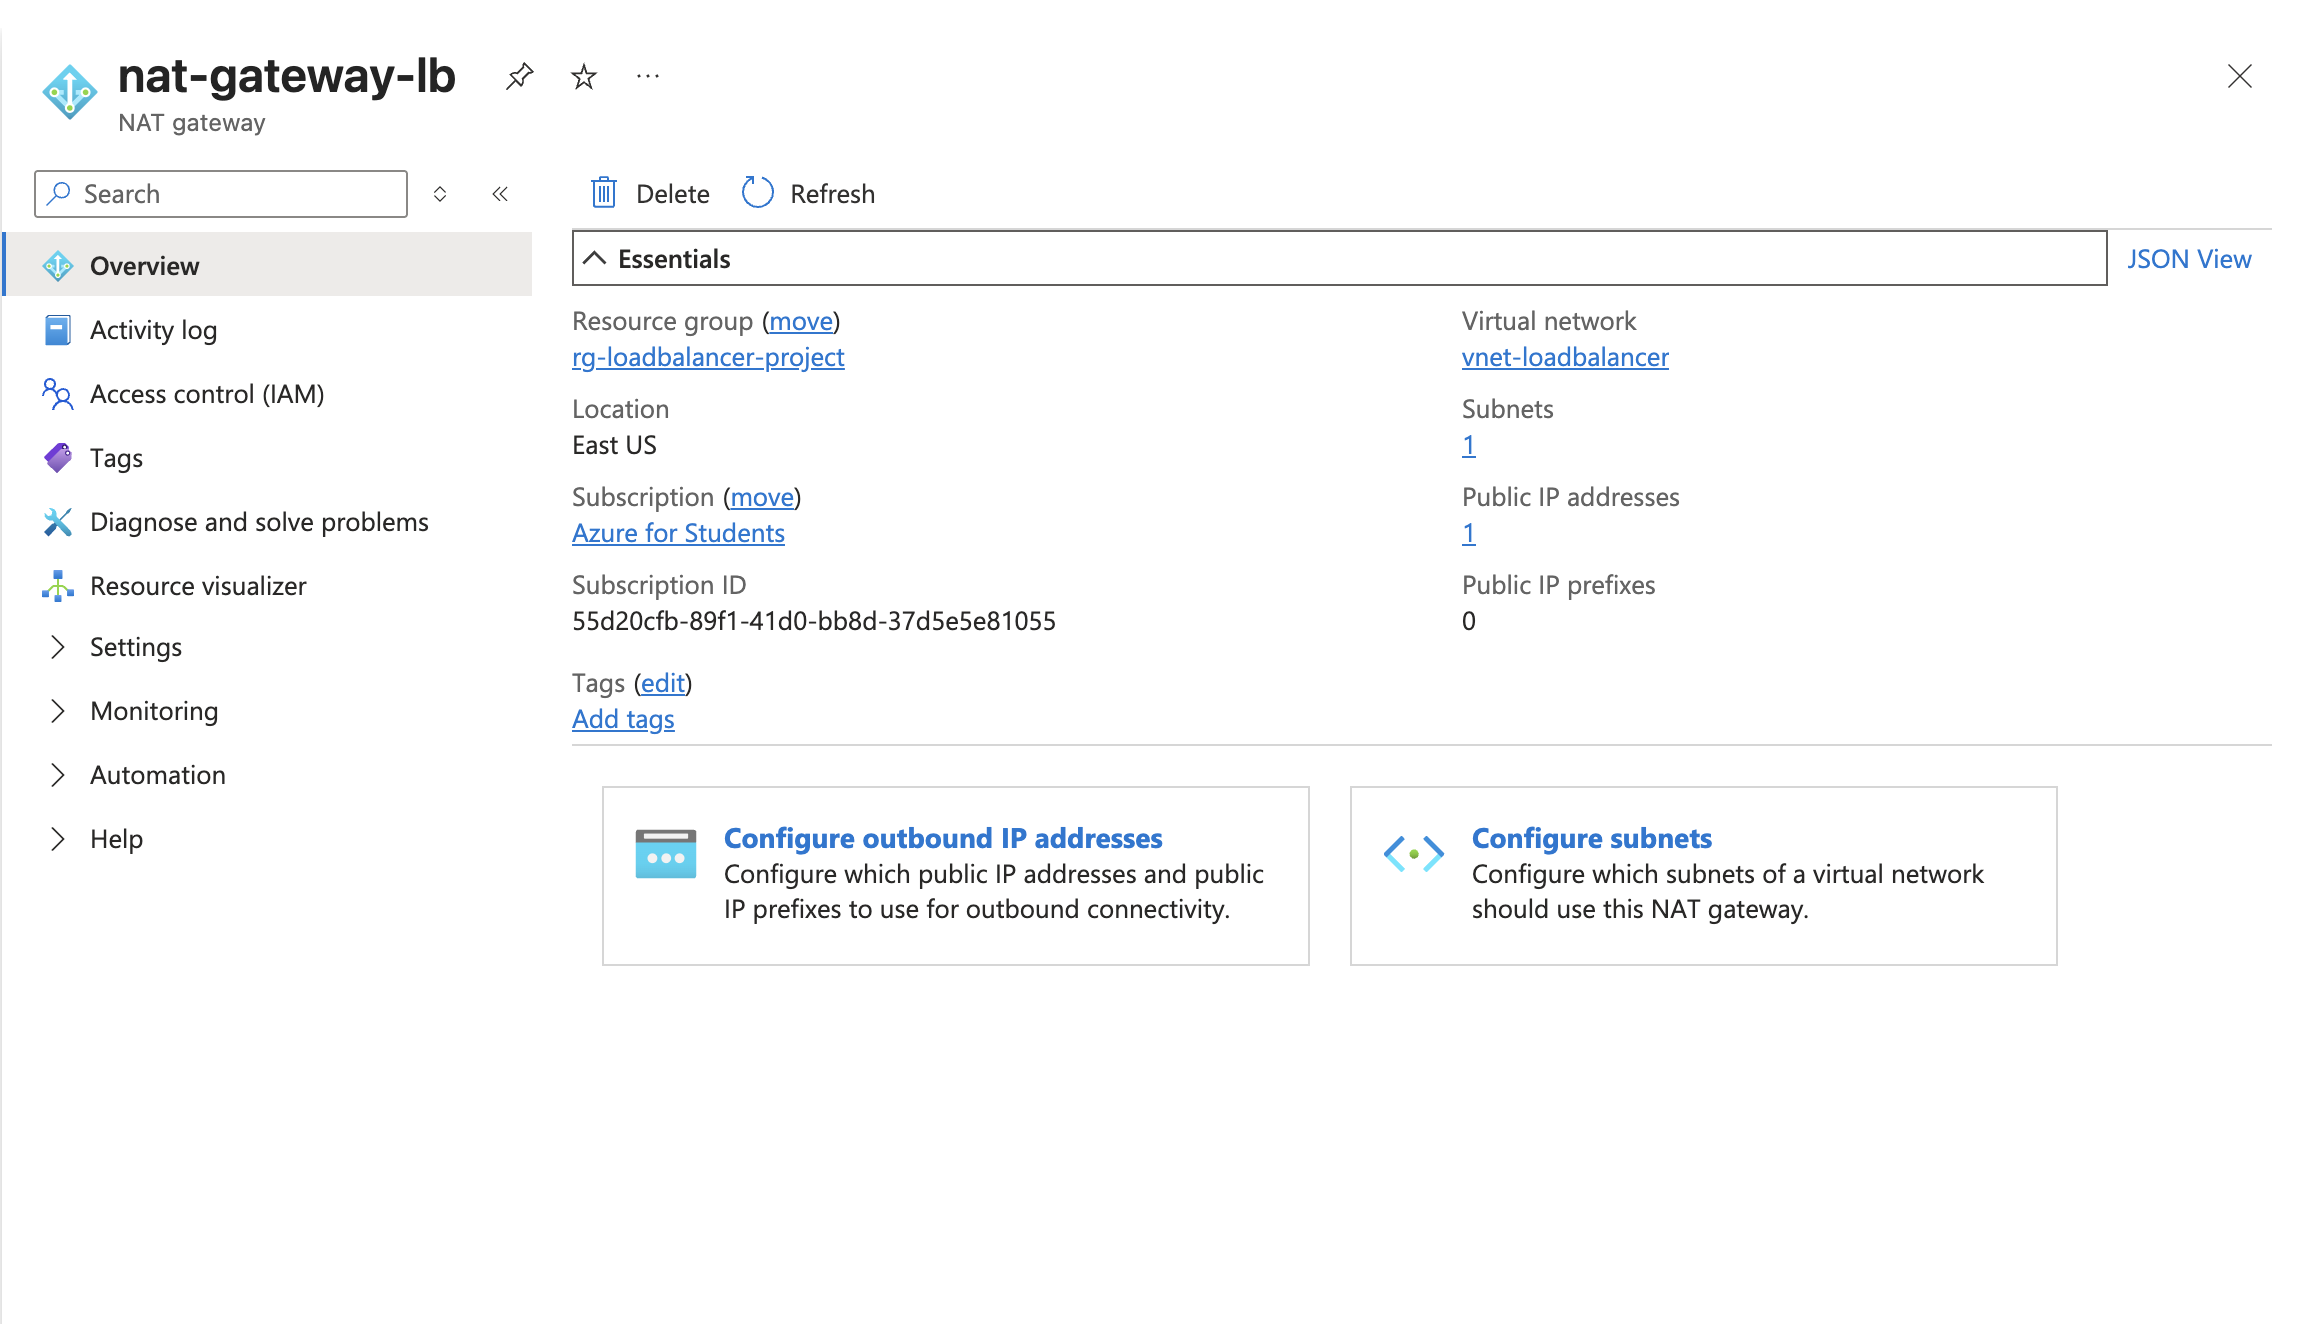 nat-gateway-lb
NAT gateway
Search
Overview
Activity log
Access control (IAM)
Tags
Diagnose and solve problems
Resource visualizer
Settings
Monitoring
Automation
Help
Delete
Refresh
Essentials
JSON View
Resource group (move)
rg-loadbalancer-project
Location
East US
Subscription (move)
Azure for Students
Subscription ID
55d20cfb-89f1-41d0-bb8d-37d5e5e81055
Tags (edit)
Add tags
Virtual network
vnet-loadbalancer
Subnets
1
Public IP addresses
1
Public IP prefixes
0
Configure outbound IP addresses
Configure which public IP addresses and public
IP prefixes to use for outbound connectivity.
Configure subnets
Configure which subnets of a virtual network
should use this NAT gateway.